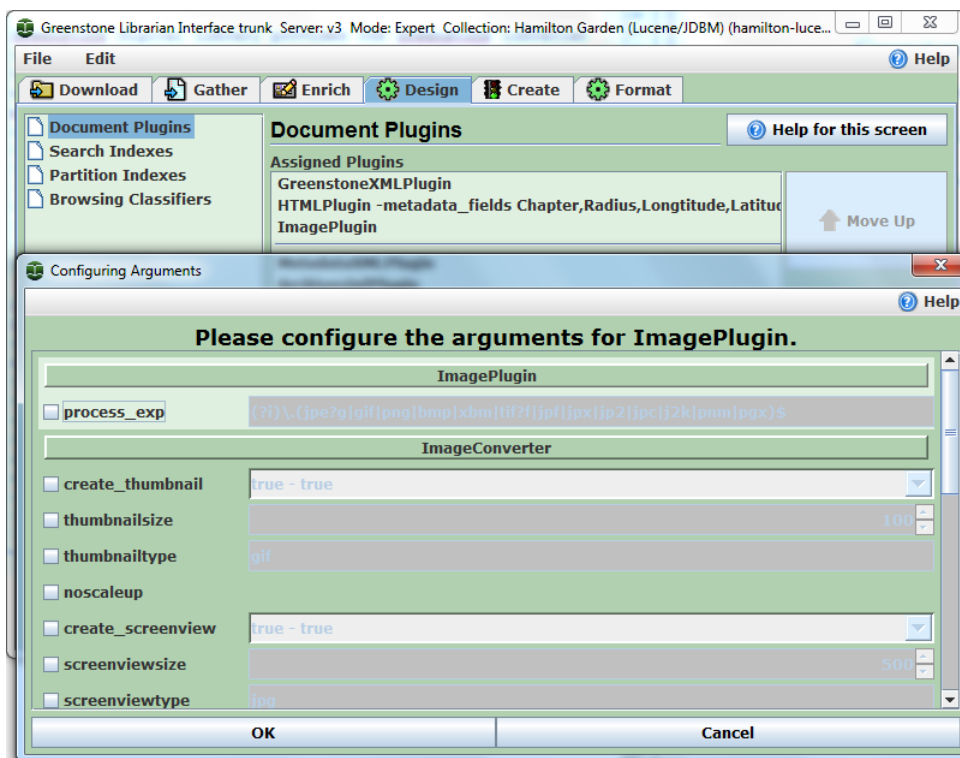 Greenstone Librarian Interface trunk Server: v3 Mode: Expert Collection: Hamilton Garden (Lucene/JDBM) (hamilton-luce...
File Edit Help
Download Gather Enrich Design Create Format
Document Plugins
Search Indexes
Partition Indexes
Browsing Classifiers
Document Plugins Help for this screen
Assigned Plugins
GreenstoneXMLPlugin
HTMLPlugin -metadata_fields Chapter,Radius,Longtitude,Latitud
ImagePlugin
Move Up
Configuring Arguments
Help
Please configure the arguments for ImagePlugin.
ImagePlugin
process_exp (?i)\.(jpe?g|gif|png|bmp|xbm|tif?f|jpf|jpx|jp2|jpc|j2k|pnm|pgx)$
ImageConverter
create_thumbnail true - true
thumbnailsize 100
thumbnailtype gif
noscaleup
create_screenview true - true
screenviewsize 500
screenviewtype jpg
OK Cancel